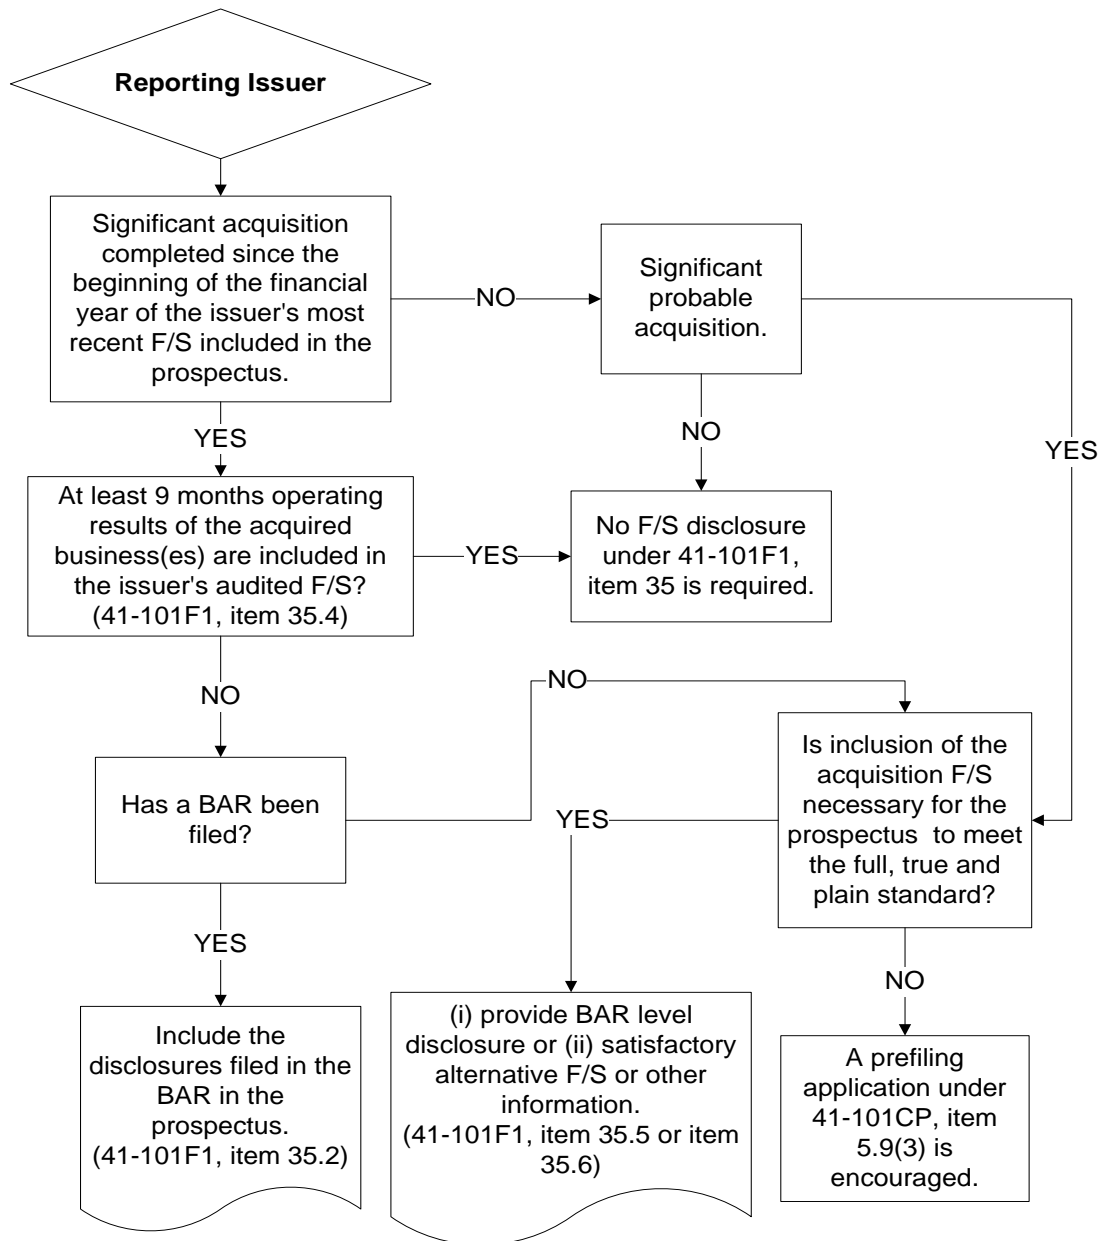 Reporting Issuer
Significant acquisition
completed since the
beginning of the financial
year of the issuer's most
recent F/S included in the
prospectus.
NO
Significant
probable
acquisition.
YES
NO
YES
At least 9 months operating
results of the acquired
business(es) are included in
the issuer's audited F/S?
(41-101F1, item 35.4)
YES
No F/S disclosure
under 41-101F1,
item 35 is required.
NO
NO
Has a BAR been
filed?
Is inclusion of the
acquisition F/S
necessary for the
prospectus to meet
the full, true and
plain standard?
YES
YES
NO
Include the
disclosures filed in the
BAR in the
prospectus.
(41-101F1, item 35.2)
(i) provide BAR level
disclosure or (ii) satisfactory
alternative F/S or other
information.
(41-101F1, item 35.5 or item
35.6)
A prefiling
application under
41-101CP, item
5.9(3) is
encouraged.